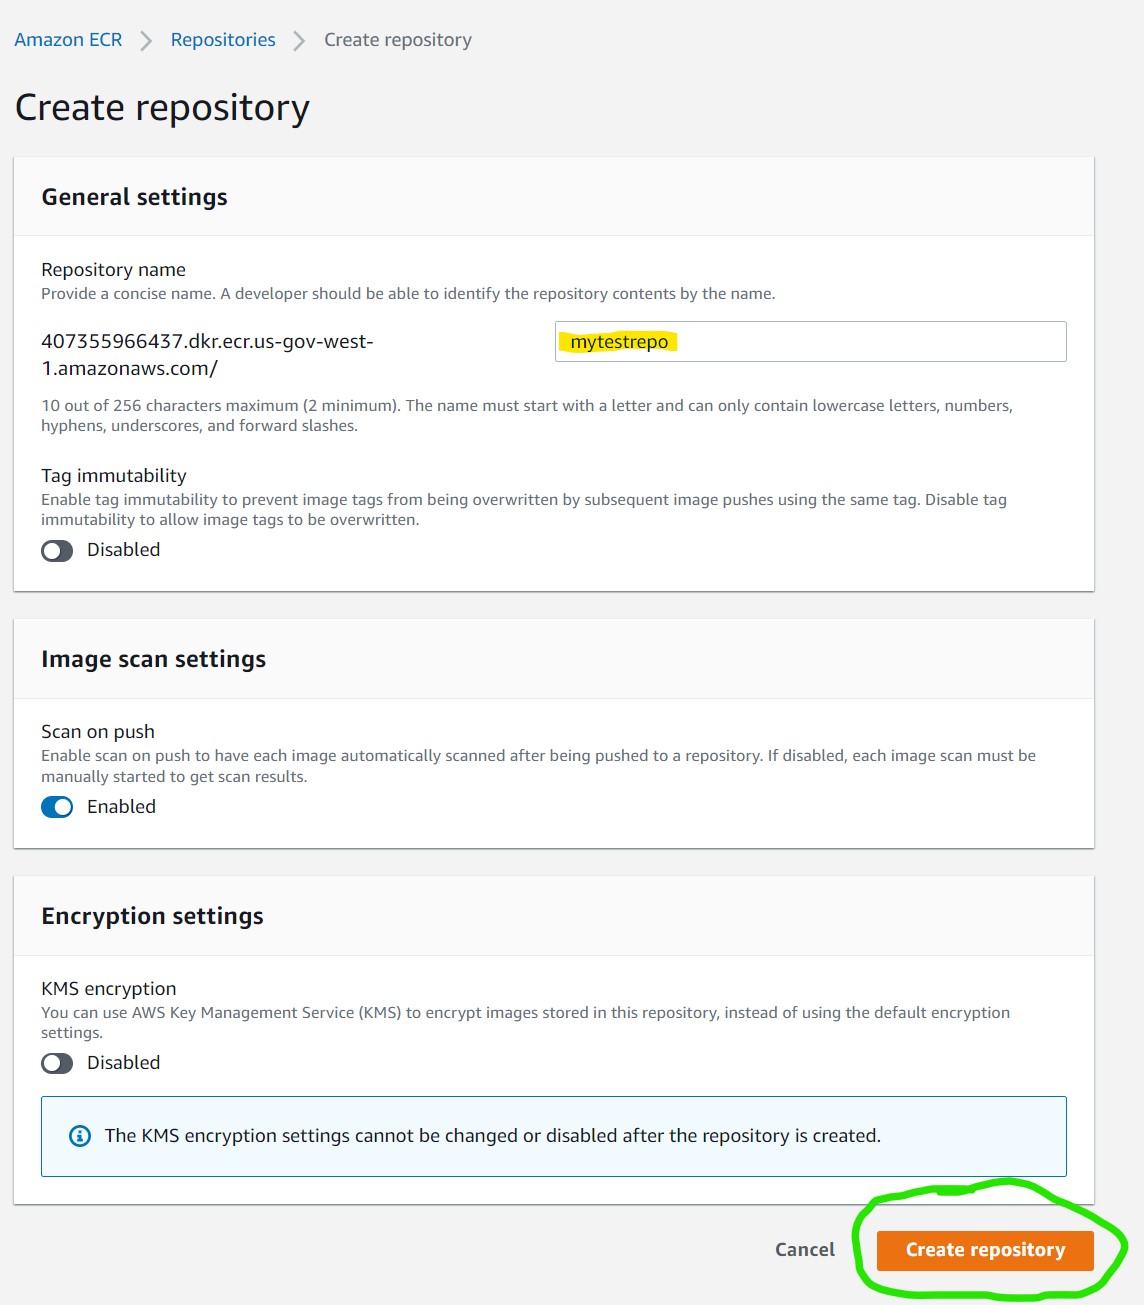 Amazon ECR > Repositories > Create repository
Create repository
General settings
Repository name
Provide a concise name. A developer should be able to identify the repository contents by the name.
407355966437.dkr.ecr.us-gov-west-
1.amazonaws.com/
mytestrepo
10 out of 256 characters maximum (2 minimum). The name must start with a letter and can only contain lowercase letters, numbers,
hyphens, underscores, and forward slashes.
Tag immutability
Enable tag immutability to prevent image tags from being overwritten by subsequent image pushes using the same tag. Disable tag
immutability to allow image tags to be overwritten.
Disabled
Image scan settings
Scan on push
Enable scan on push to have each image automatically scanned after being pushed to a repository. If disabled, each image scan must be
manually started to get scan results.
Enabled
Encryption settings
KMS encryption
You can use AWS Key Management Service (KMS) to encrypt images stored in this repository, instead of using the default encryption
settings.
Disabled
The KMS encryption settings cannot be changed or disabled after the repository is created.
Cancel
Create repository